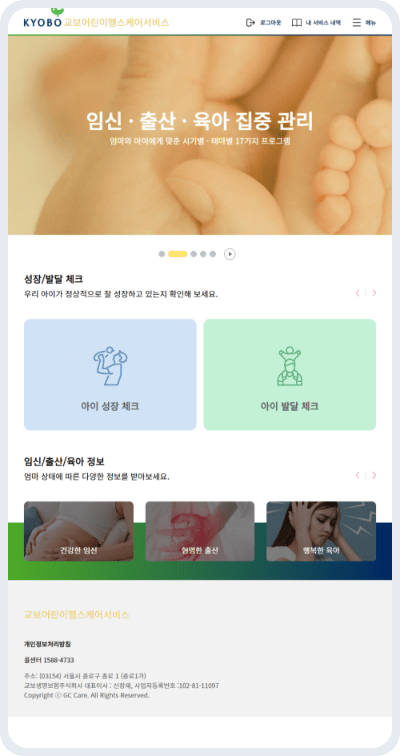 KYOBO 교보어린이헬스케어서비스
로그아웃
내 서비스 내역
메뉴
임신 · 출산 · 육아 집중 관리
엄마와 아이에게 맞춘 시기별 · 테마별 17가지 프로그램
성장/발달 체크
우리 아이가 정상적으로 잘 성장하고 있는지 확인해 보세요.
아이 성장 체크
아이 발달 체크
임신/출산/육아 정보
엄마 상태에 따른 다양한 정보를 받아보세요.
건강한 임신
현명한 출산
행복한 육아
교보어린이헬스케어서비스
개인정보처리방침
콜센터 1588-4733
주소: (03154) 서울시 종로구 종로 1 (종로1가)
교보생명보험주식회사 대표이사 : 신창재, 사업자등록번호 :102-81-11697
Copyright ⓒ GC Care. All Rights Reserved.